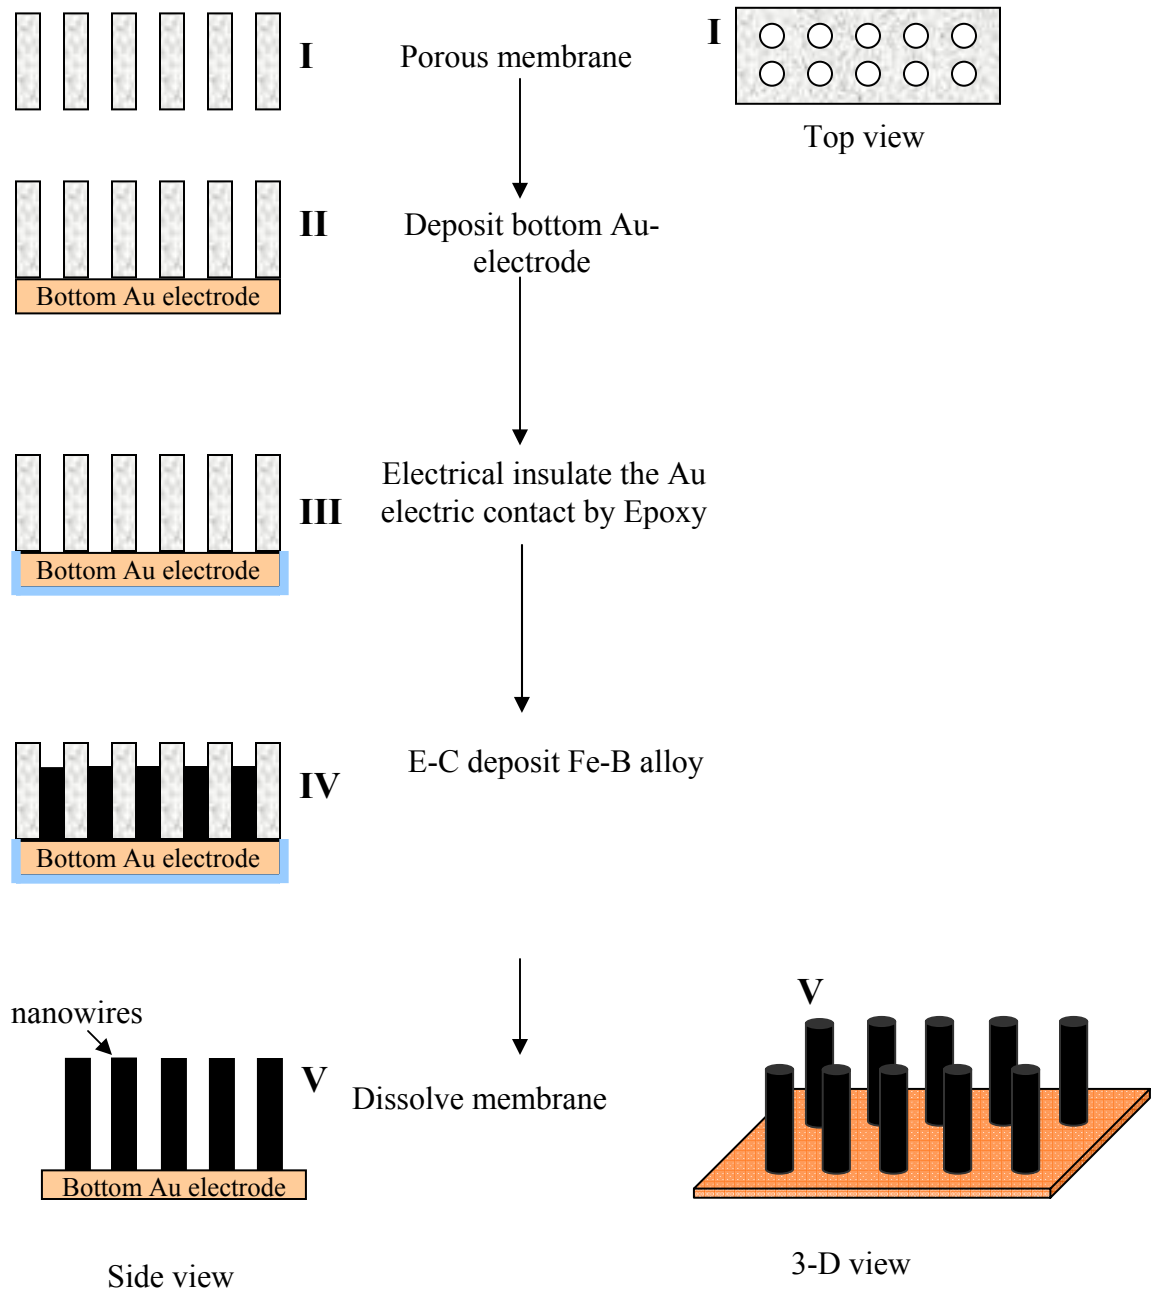 I
Porous membrane
I
Top view
II
Deposit bottom Au-
electrode
Bottom Au electrode
III
Electrical insulate the Au
electric contact by Epoxy
Bottom Au electrode
IV
E-C deposit Fe-B alloy
Bottom Au electrode
nanowires
V
Dissolve membrane
V
Bottom Au electrode
Side view
3-D view